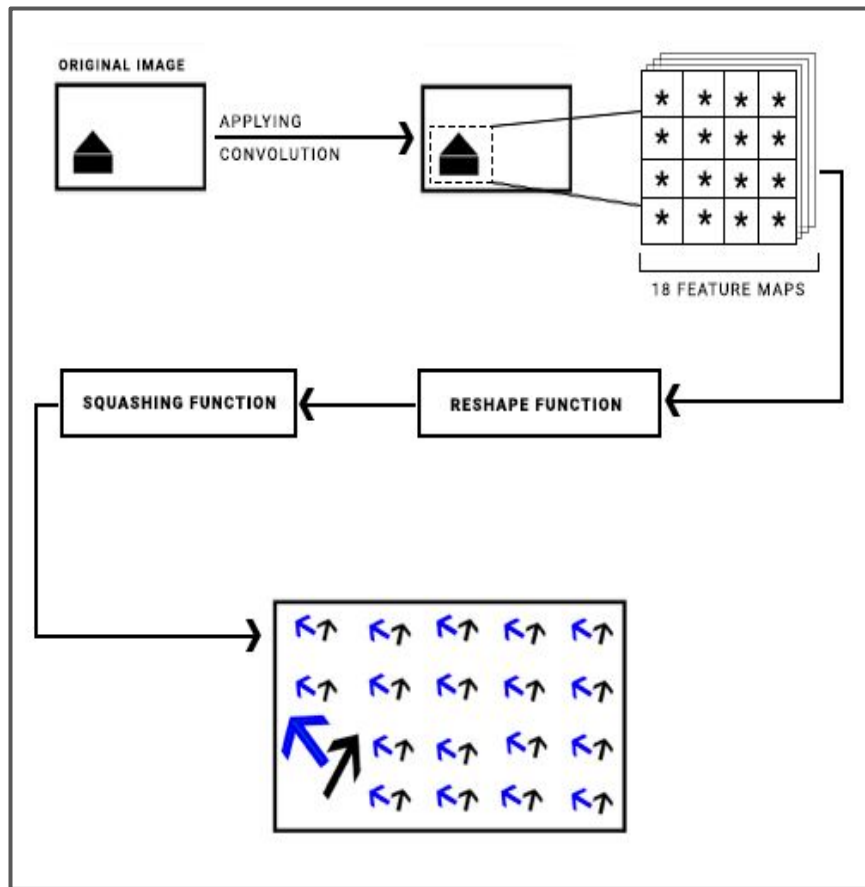 ORIGINAL IMAGE
APPLYING
CONVOLUTION
* * * *
* * * *
* * * *
* * * *
18 FEATURE MAPS
SQUASHING FUNCTION
RESHAPE FUNCTION